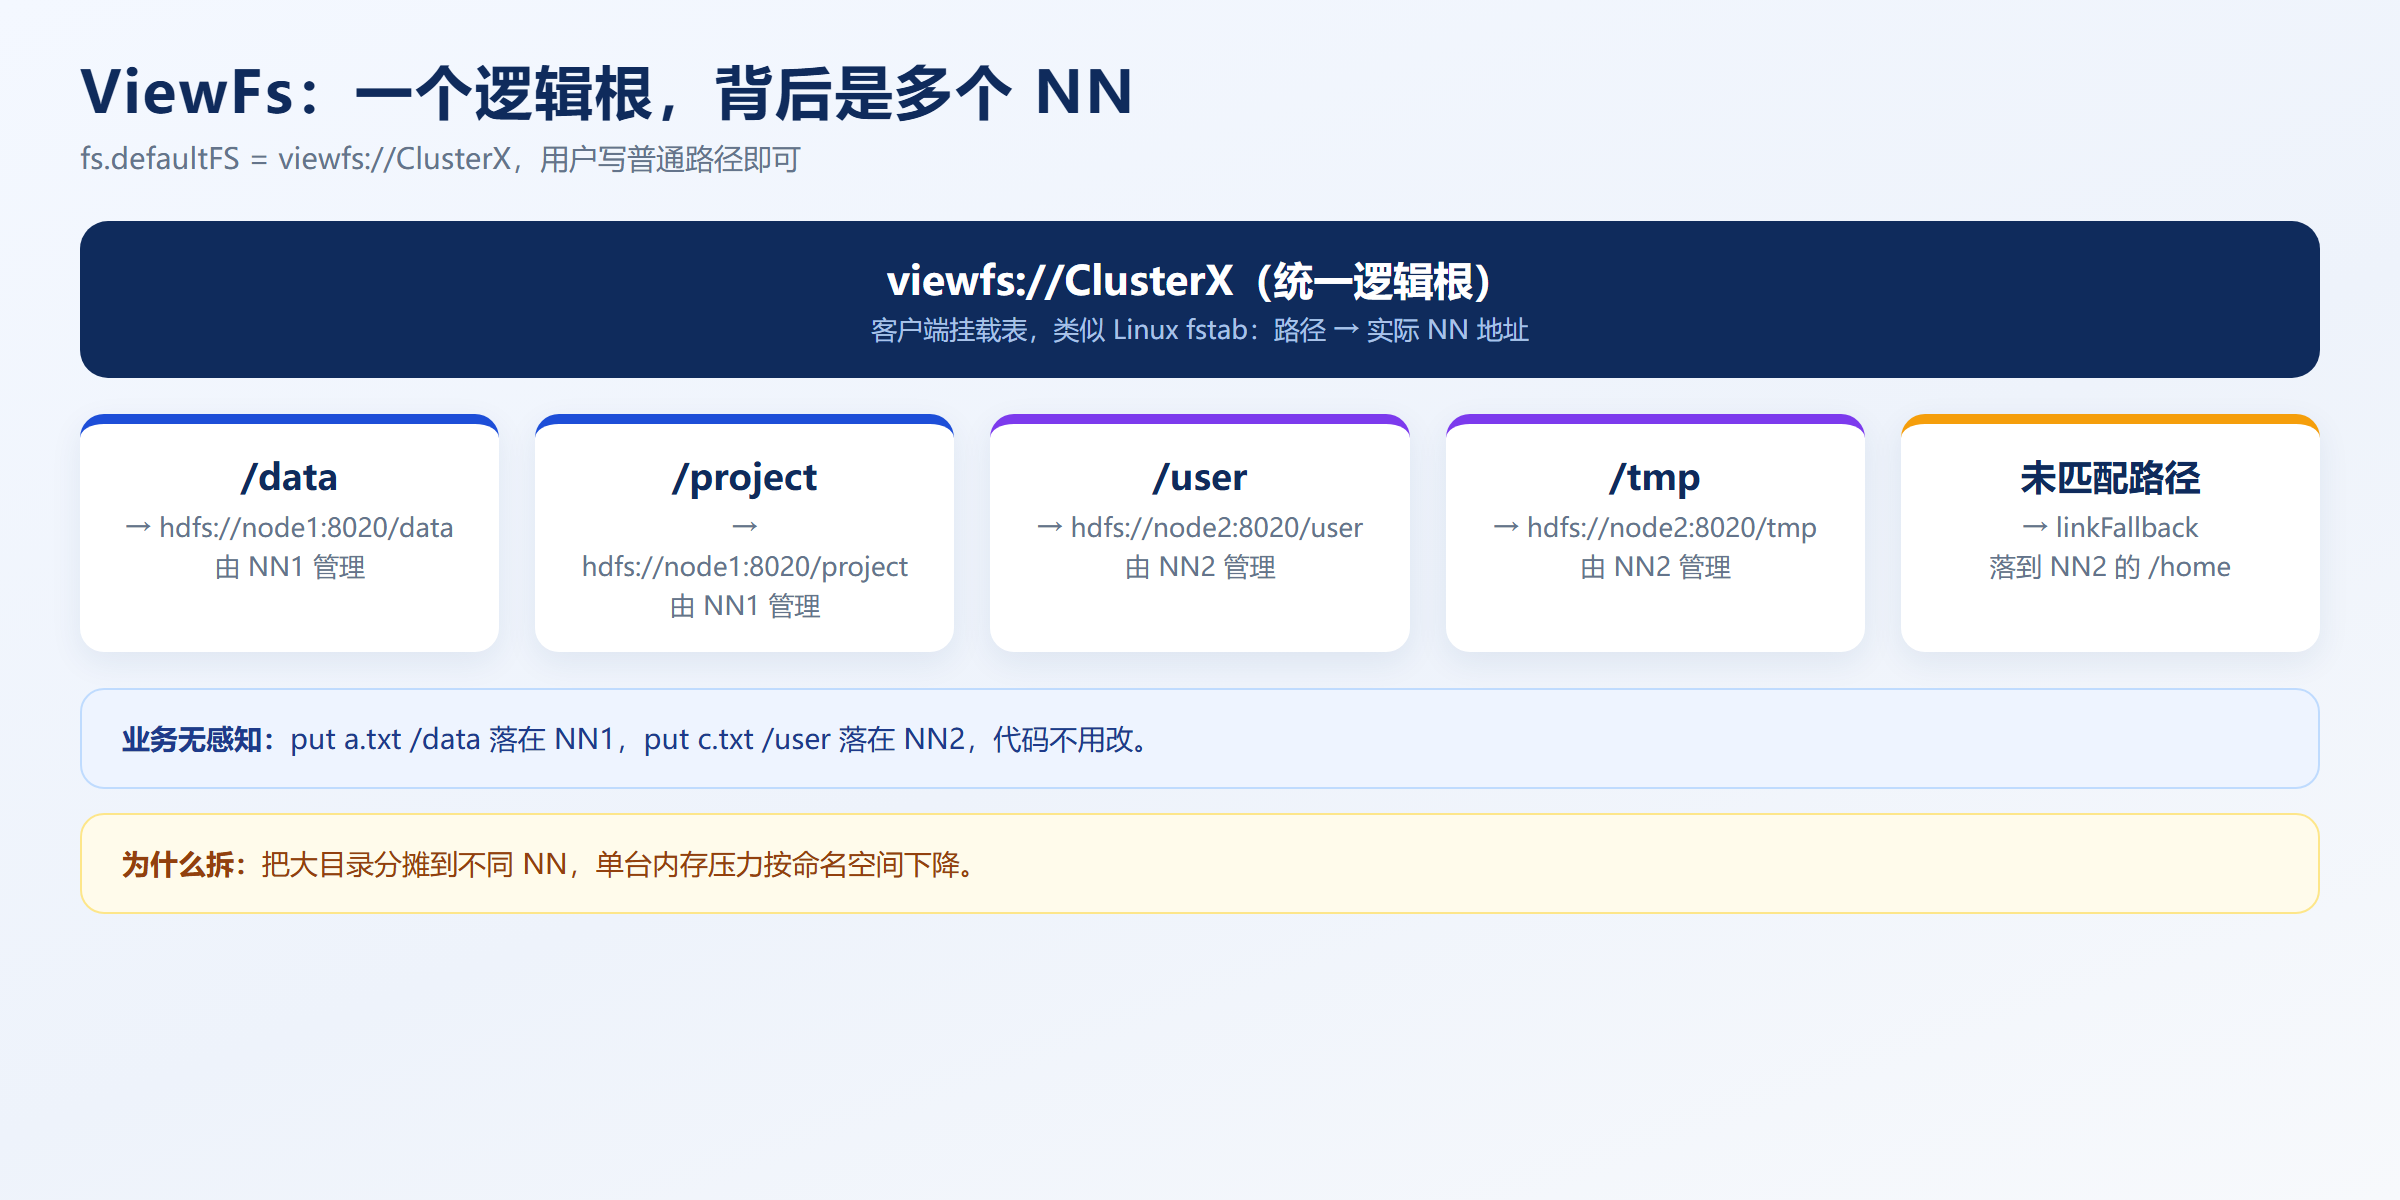 ViewFs：一个逻辑根，背后是多个 NN
fs.defaultFS = viewfs://ClusterX，用户写普通路径即可
viewfs://ClusterX（统一逻辑根）
客户端挂载表，类似 Linux fstab：路径 → 实际 NN 地址
/data
→ hdfs://node1:8020/data
由 NN1 管理
/project
→
hdfs://node1:8020/project
由 NN1 管理
/user
→ hdfs://node2:8020/user
由 NN2 管理
/tmp
→ hdfs://node2:8020/tmp
由 NN2 管理
未匹配路径
→ linkFallback
落到 NN2 的 /home
业务无感知：put a.txt /data 落在 NN1，put c.txt /user 落在 NN2，代码不用改。
为什么拆：把大目录分摊到不同 NN，单台内存压力按命名空间下降。